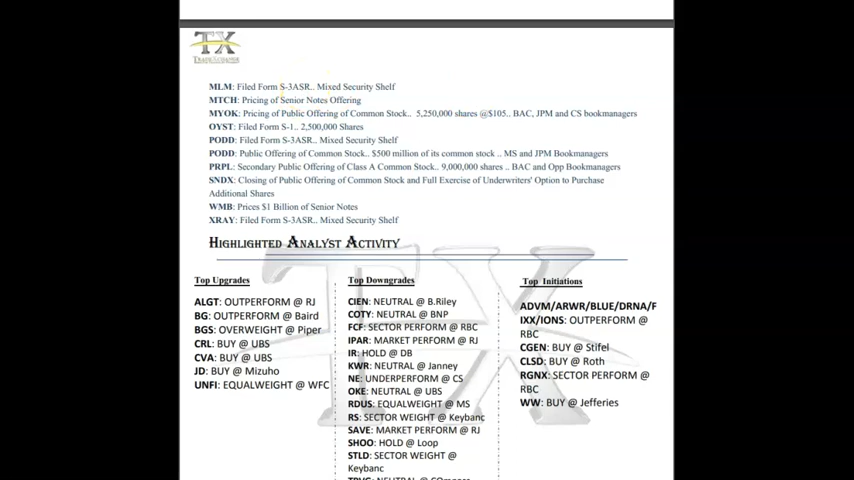 TX
MLM: Filed Form S-3ASR.. Mixed Security Shelf
MTCH: Pricing of Senior Notes Offering
MYOK: Pricing of Public Offering of Common Stock.. 5,250,000 shares @$105.. BAC, JPM and CS bookmanagers
OYST: Filed Form S-1.. 2,500,000 Shares
PODD: Filed Form S-3ASR.. Mixed Security Shelf
PODD: Public Offering of Common Stock.. $500 million of its common stock .. MS and JPM Bookmanagers
PRPL: Secondary Public Offering of Class A Common Stock.. 9,000,000 shares .. BAC and Opp Bookmanagers
SNDX: Closing of Public Offering of Common Stock and Full Exercise of Underwriters' Option to Purchase
Additional Shares
WMB: Prices $1 Billion of Senior Notes
XRAY: Filed Form S-3ASR.. Mixed Security Shelf
Highlighted Analyst Activity
Top Upgrades
ALGT: OUTPERFORM @ RJ
BG: OUTPERFORM @ Baird
BGS: OVERWEIGHT @ Piper
CRL: BUY @ UBS
CVA: BUY @ UBS
JD: BUY @ Mizuho
UNFI: EQUALWEIGHT @ WFC
Top Downgrades
CIEN: NEUTRAL @ B.Riley
COTY: NEUTRAL @ BNP
FCF: SECTOR PERFORM @ RBC
IPAR: MARKET PERFORM @ RJ
IR: HOLD @ DB
KWR: NEUTRAL @ Janney
NE: UNDERPERFORM @ CS
OKE: NEUTRAL @ UBS
RDUS: EQUALWEIGHT @ MS
RS: SECTOR WEIGHT @ Keybanc
SAVE: MARKET PERFORM @ RJ
SHOO: HOLD @ Loop
STLD: SECTOR WEIGHT @
Keybanc
Top Initiations
ADVM/ARWR/BLUE/DRNA/F
IXX/IONS: OUTPERFORM @
RBC
CGEN: BUY @ Stifel
CLSD: BUY @ Roth
RGNX: SECTOR PERFORM @
RBC
WW: BUY @ Jefferies